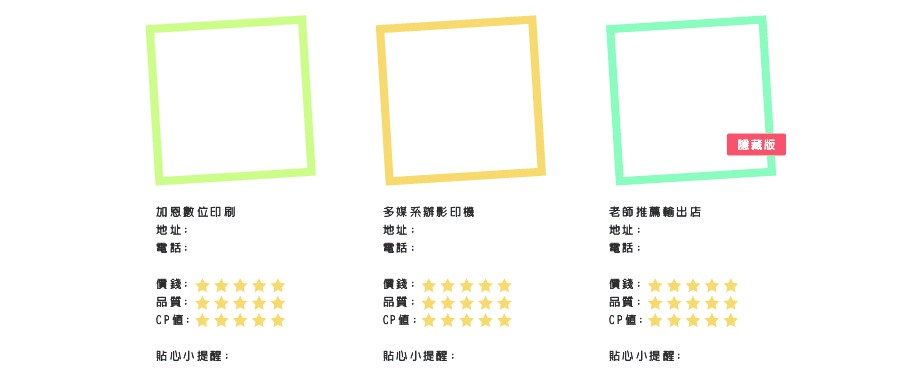 隱藏版
加恩數位印刷
地址：
電話：
價錢：
品質：
CP值：
貼心小提醒：
多媒系辦影印機
地址：
電話：
價錢：
品質：
CP值：
貼心小提醒：
老師推薦輸出店
地址：
電話：
價錢：
品質：
CP值：
貼心小提醒：